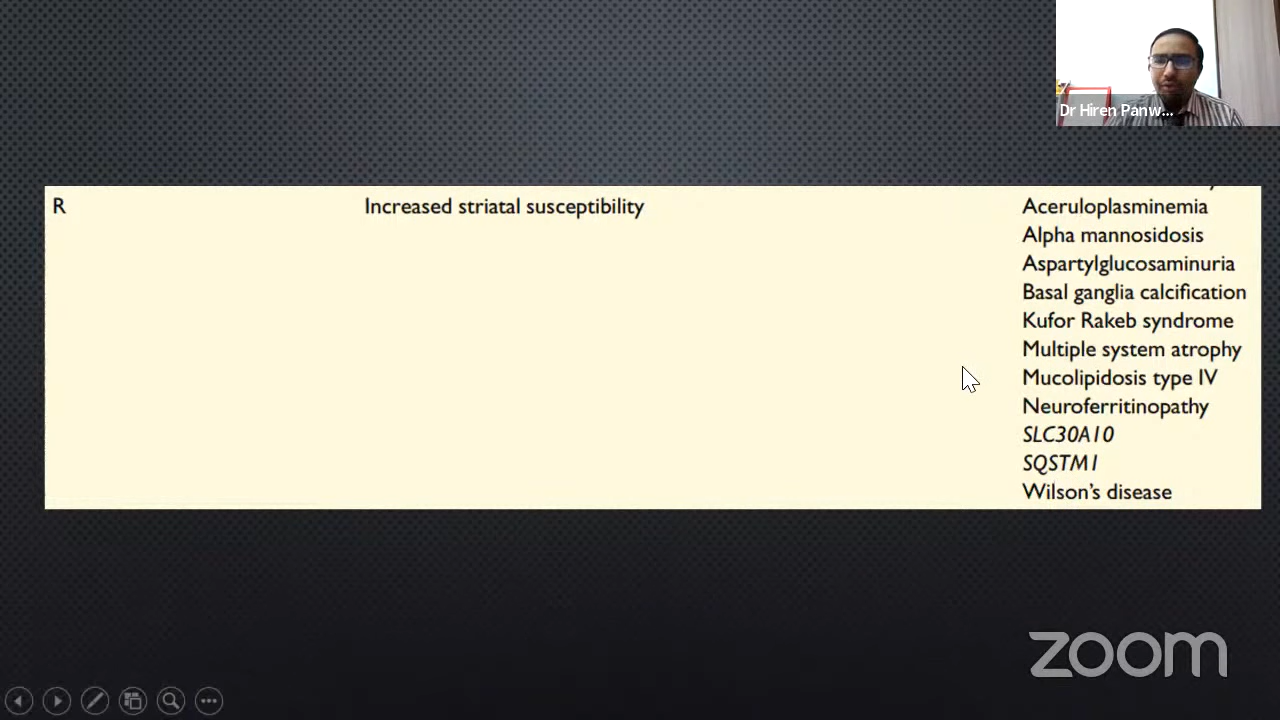 Dr Hiren Panw...
R
Increased striatal susceptibility
Aceruloplasminemia
Alpha mannosidosis
Aspartylglucosaminuria
Basal ganglia calcification
Kufor Rakeb syndrome
Multiple system atrophy
Mucolipidosis type IV
Neuroferritinopathy
SLC30A10
SQSTM1
Wilson's disease
zoom